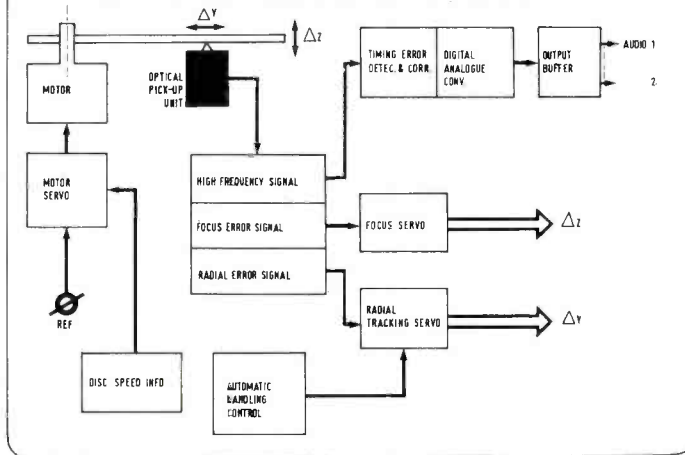 ΔY
ΔZ
MOTOR
OPTICAL
PICK-UP
UNIT
TIMING ERROR
DETEC. & CORR.
DIGITAL
ANALOGUE
CONV.
OUTPUT
BUFFER
AUDIO 1
2.
MOTOR
SERVO
HIGH FREQUENCY SIGNAL
FOCUS ERROR SIGNAL
RADIAL ERROR SIGNAL
FOCUS SERVO
ΔZ
REF
RADIAL
TRACKING SERVO
ΔY
DISC SPEED INFO
AUTOMATIC
HANDLING
CONTROL